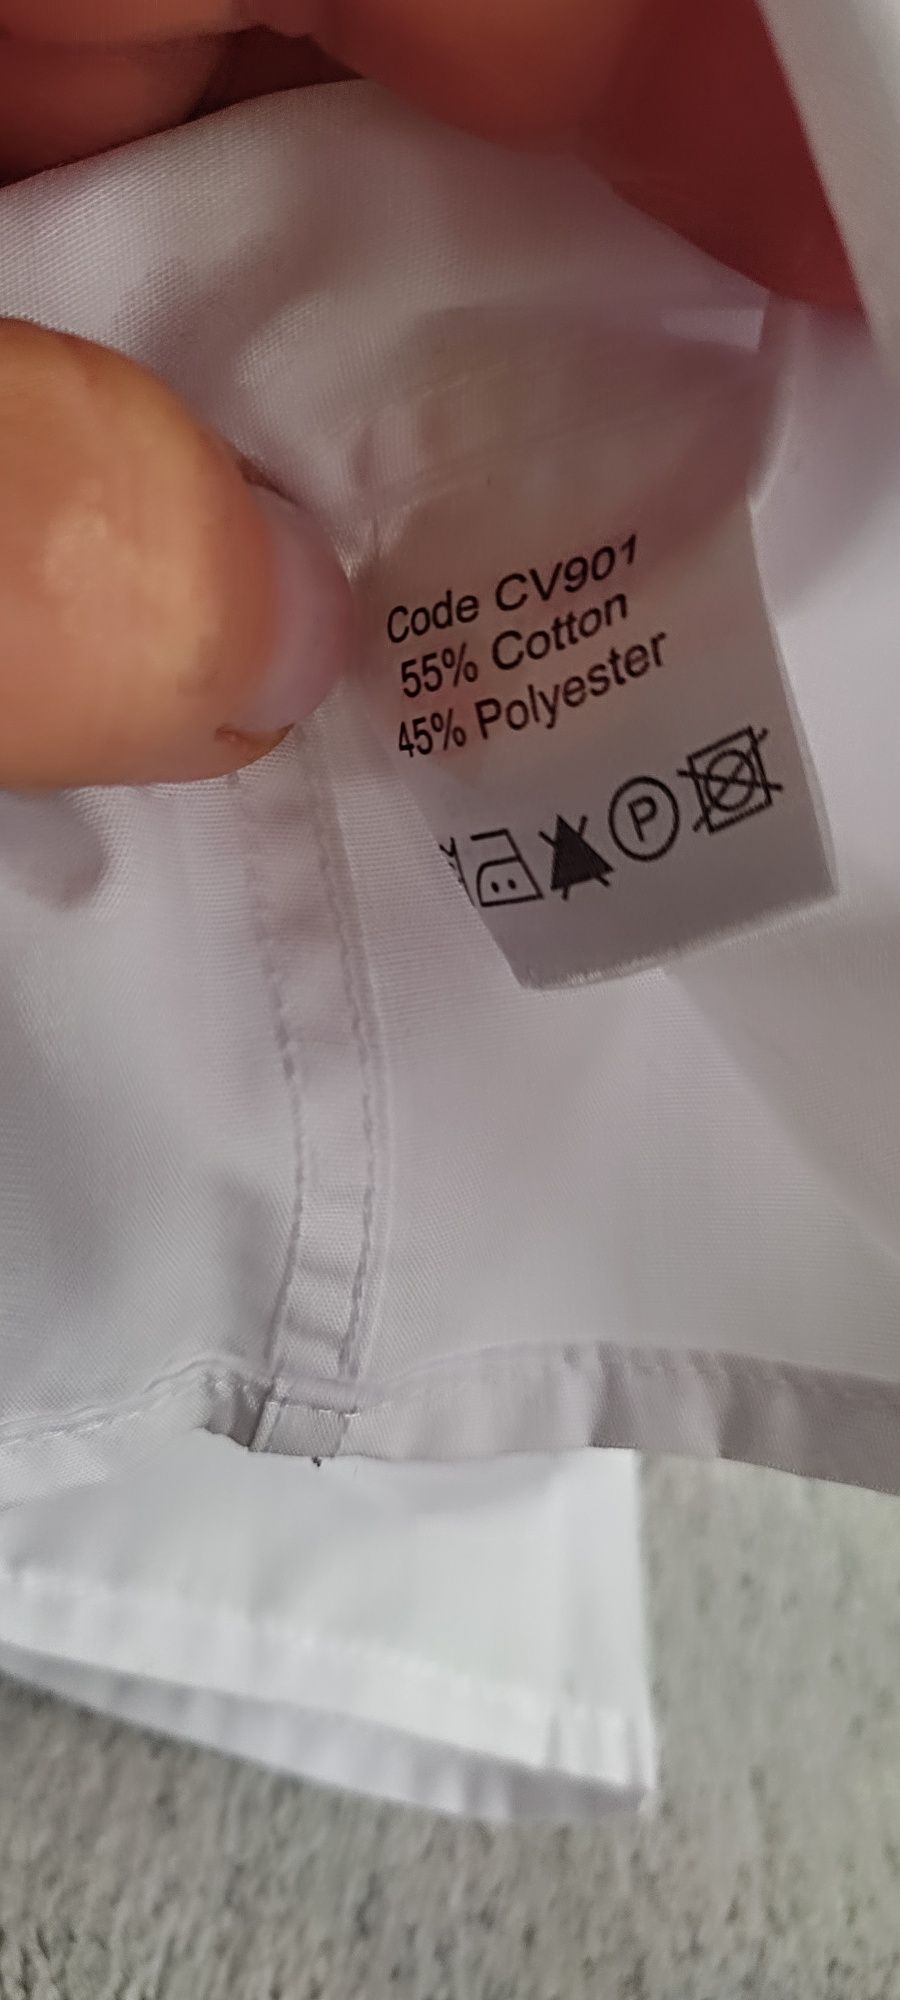 Code CV901
55% Cotton
45% Polyester
P